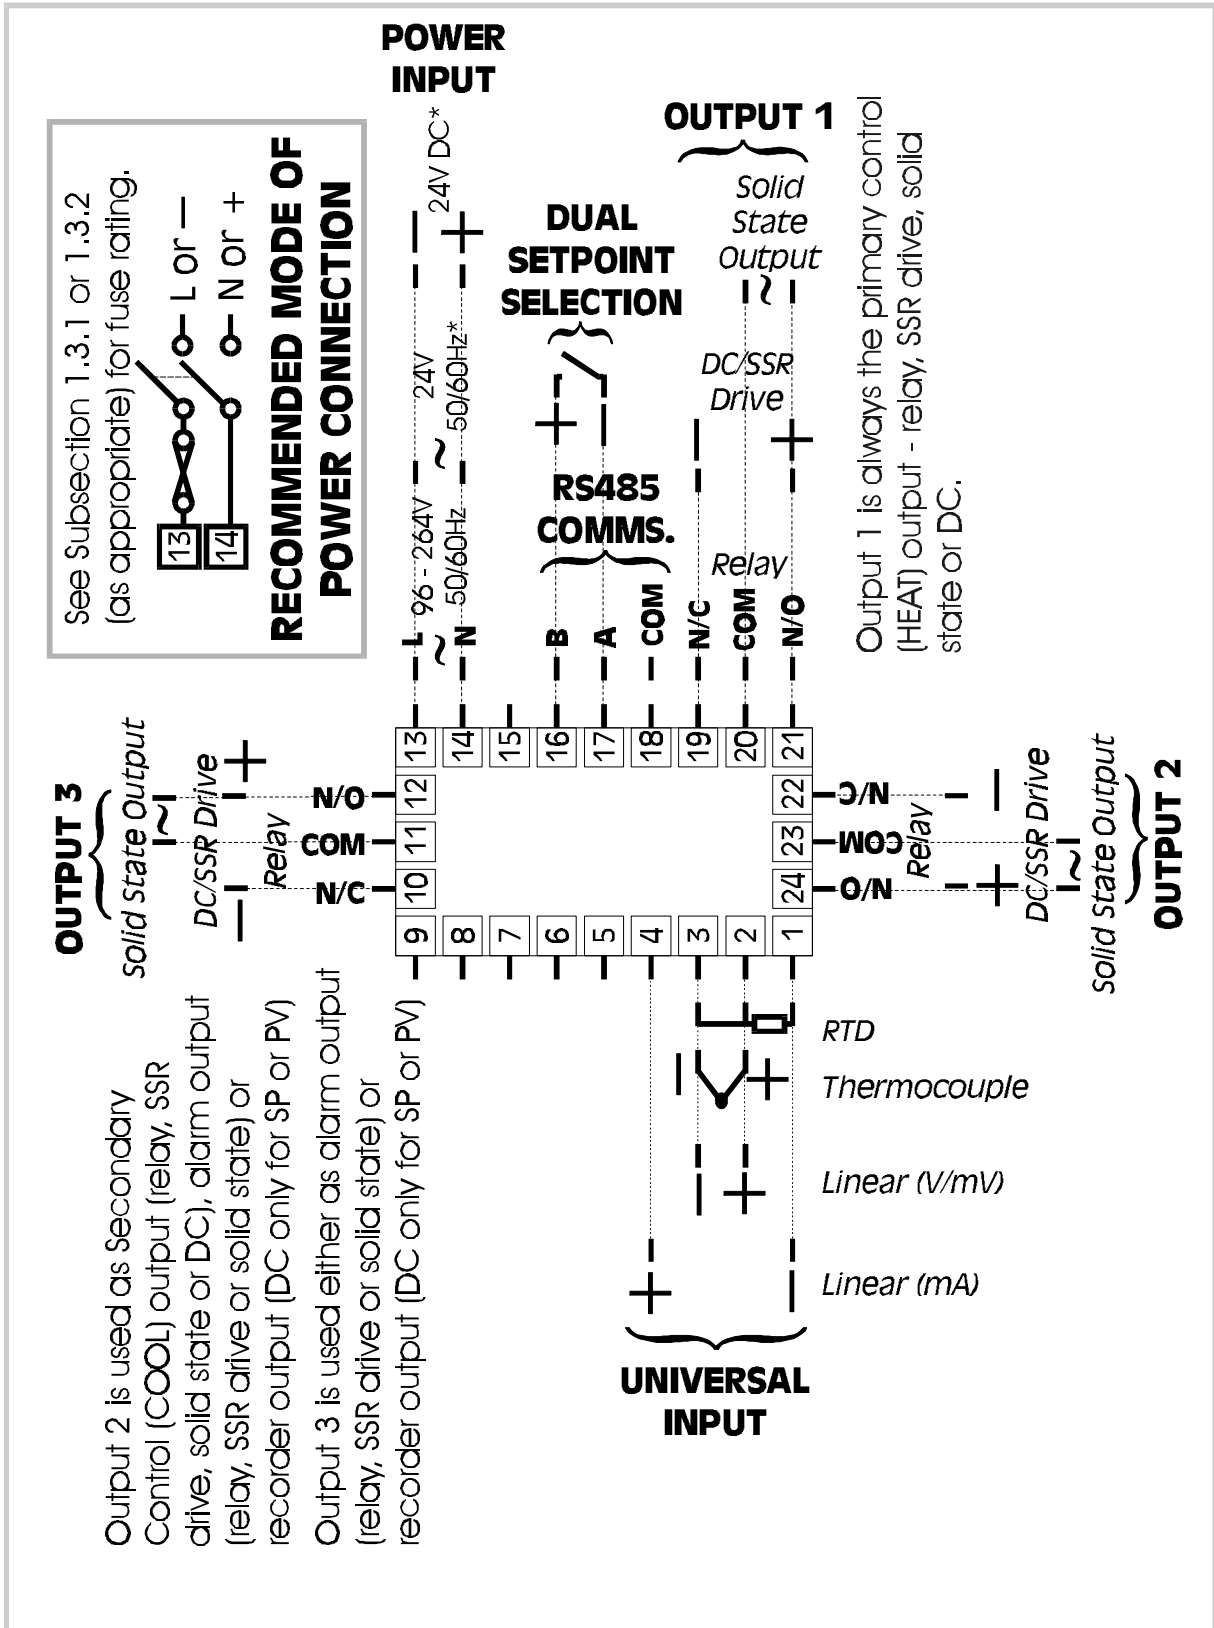 POWER
INPUT
24V DC*
24V
50/60Hz*
96 - 264V
50/60Hz
L
N
See Subsection 1.3.1 or 1.3.2
(as appropriate) for fuse rating.
13
L or −
14
N or +
RECOMMENDED MODE OF
POWER CONNECTION
DUAL
SETPOINT
SELECTION
RS485
COMMS.
B
A
COM
OUTPUT 1
Solid
State
Output
DC/SSR
Drive
Relay
N/C
COM
N/O
Output 1 is always the primary control
(HEAT) output - relay, SSR drive, solid
state or DC.
13
14
15
16
17
18
19
20
21
12
11
10
22
23
24
9
8
7
6
5
4
3
2
1
OUTPUT 3
Solid State Output
DC/SSR Drive
Relay
N/O
COM
N/C
N/C
COM
N/O
Relay
DC/SSR Drive
Solid State Output
OUTPUT 2
RTD
Thermocouple
Linear (V/mV)
Linear (mA)
UNIVERSAL
INPUT
Output 2 is used as Secondary
Control (COOL) output (relay, SSR
drive, solid state or DC), alarm output
(relay, SSR drive or solid state) or
recorder output (DC only for SP or PV)
Output 3 is used either as alarm output
(relay, SSR drive or solid state) or
recorder output (DC only for SP or PV)